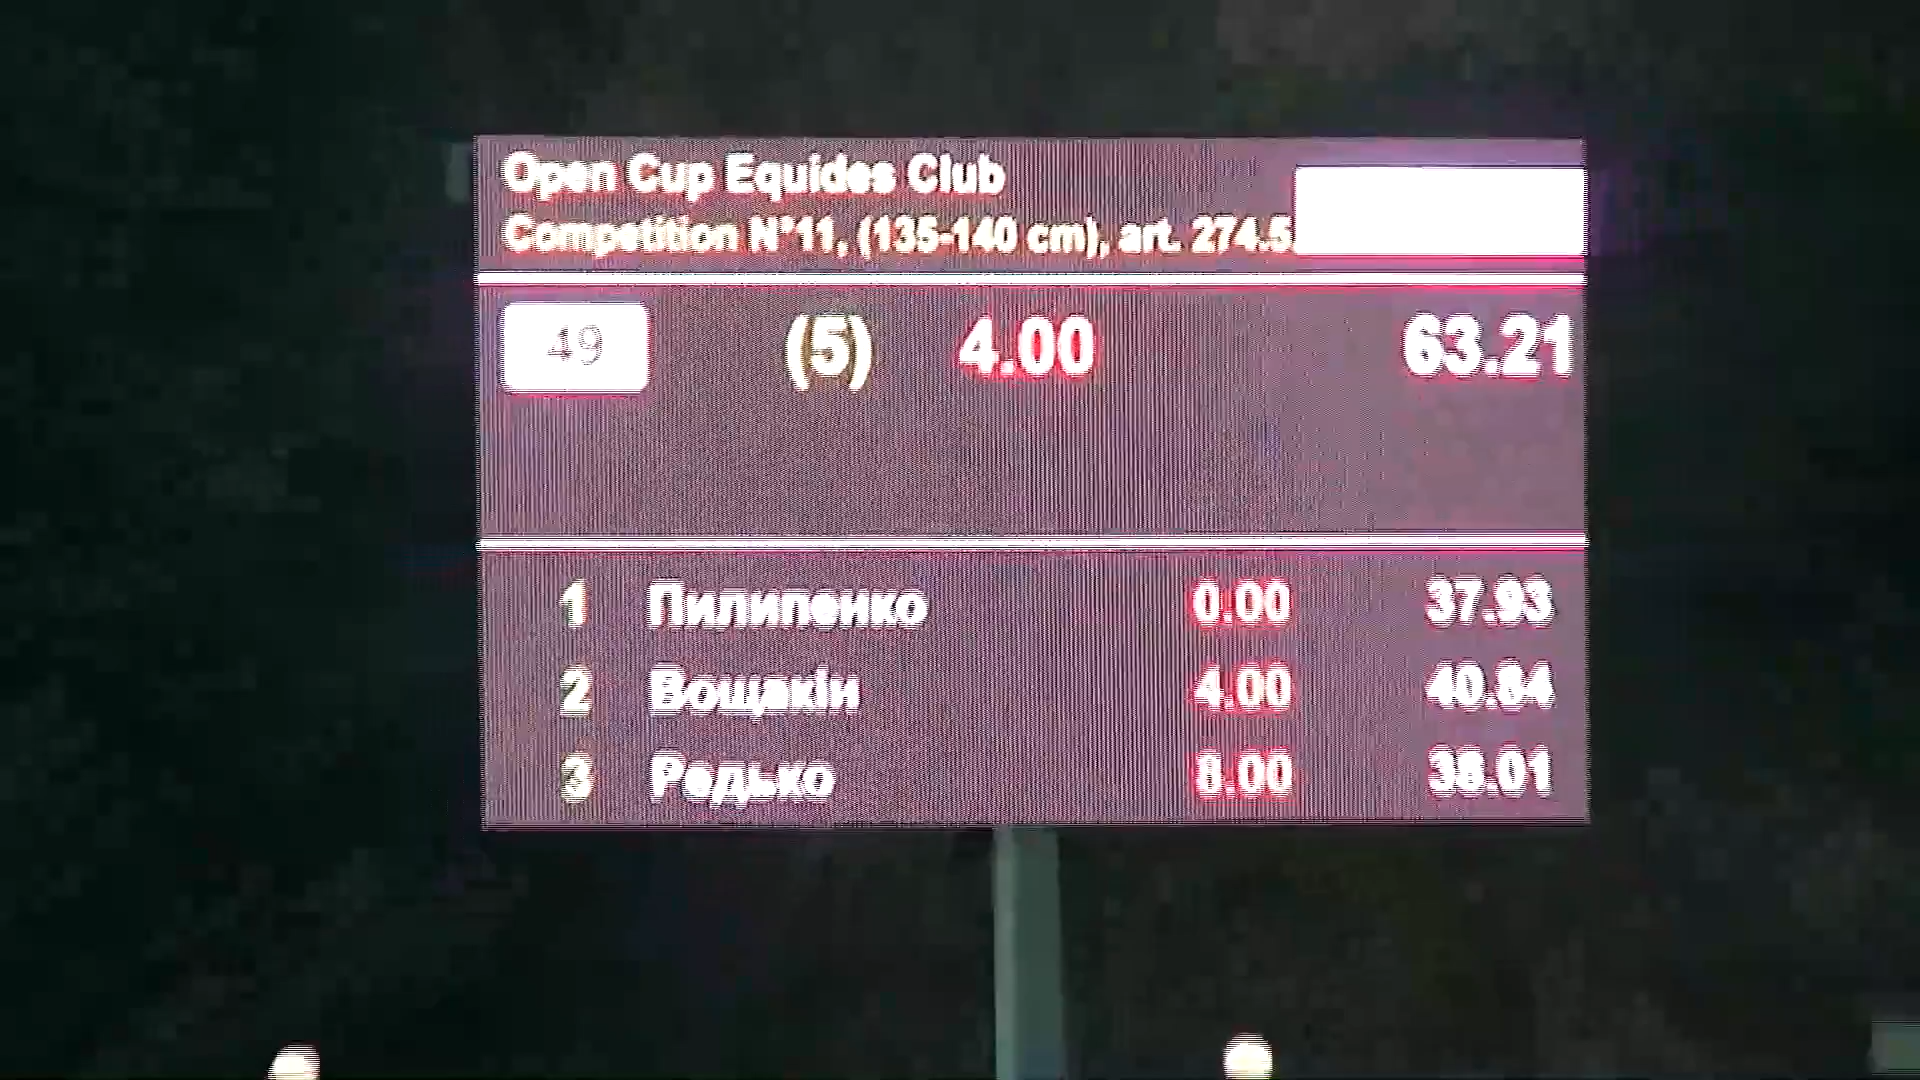 Open Cup Equides Club
Competition N°11, (135-140 cm), art. 274.5
49 (5) 4.00 63.21
1 Пилипенко 0.00 37.93
2 Вощакін 4.00 40.84
3 Редько 8.00 38.01